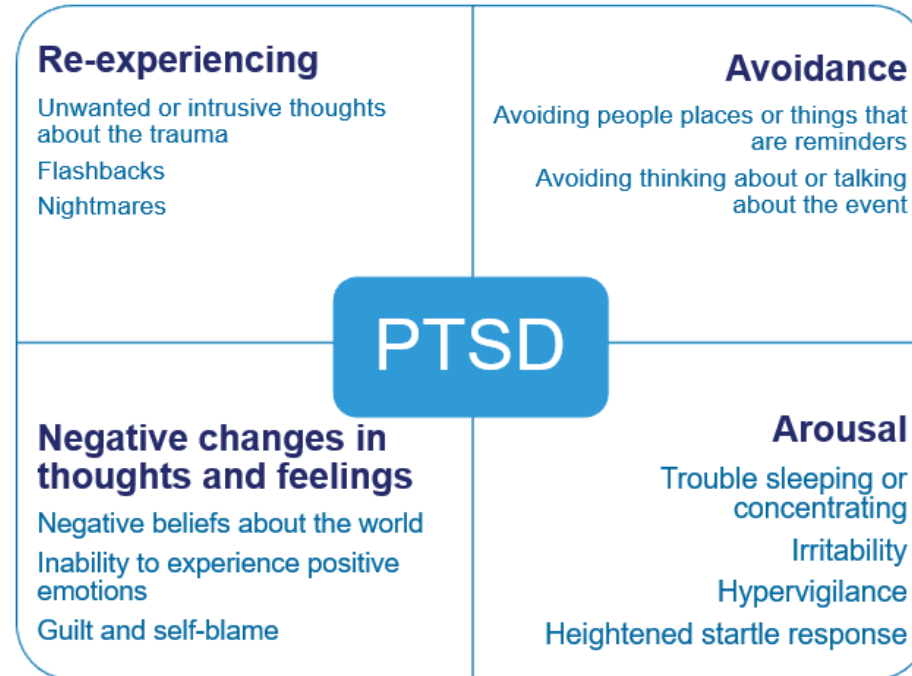 Re-experiencing
Unwanted or intrusive thoughts
about the trauma
Flashbacks
Nightmares
Avoidance
Avoiding people places or things that
are reminders
Avoiding thinking about or talking
about the event
PTSD
Negative changes in
thoughts and feelings
Negative beliefs about the world
Inability to experience positive
emotions
Guilt and self-blame
Arousal
Trouble sleeping or
concentrating
Irritability
Hypervigilance
Heightened startle response